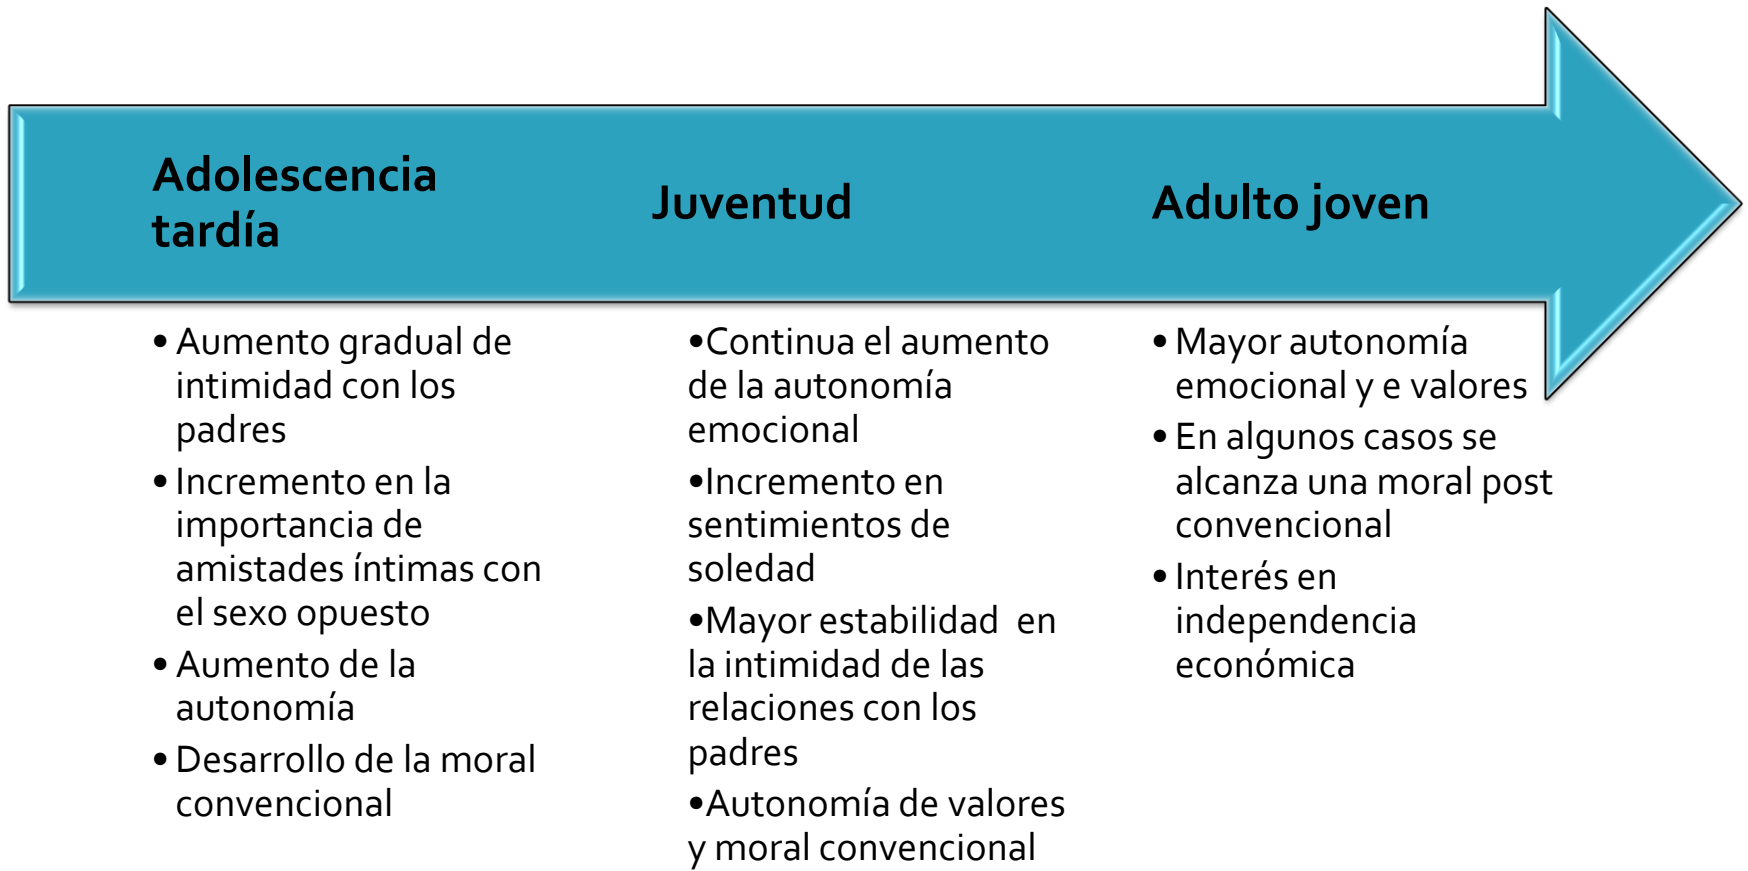 Adolescencia
tardía
Juventud
Adulto joven
• Aumento gradual de
intimidad con los
padres
• Incremento en la
importancia de
amistades íntimas con
el sexo opuesto
• Aumento de la
autonomía
• Desarrollo de la moral
convencional
•Continua el aumento
de la autonomía
emocional
•Incremento en
sentimientos de
soledad
•Mayor estabilidad en
la intimidad de las
relaciones con los
padres
•Autonomía de valores
y moral convencional
• Mayor autonomía
emocional y e valores
• En algunos casos se
alcanza una moral post
convencional
• Interés en
independencia
económica